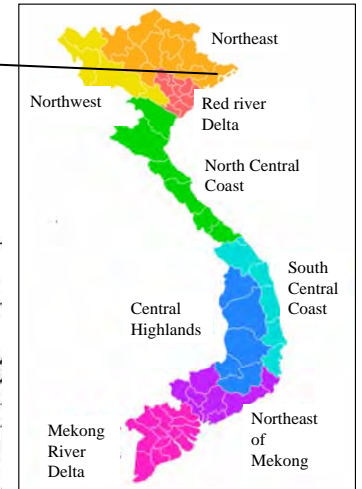 Northeast
Northwest
Red river
Delta
North Central
Coast
South
Central
Coast
Central
Highlands
Northeast
of
Mekong
Mekong
River
Delta